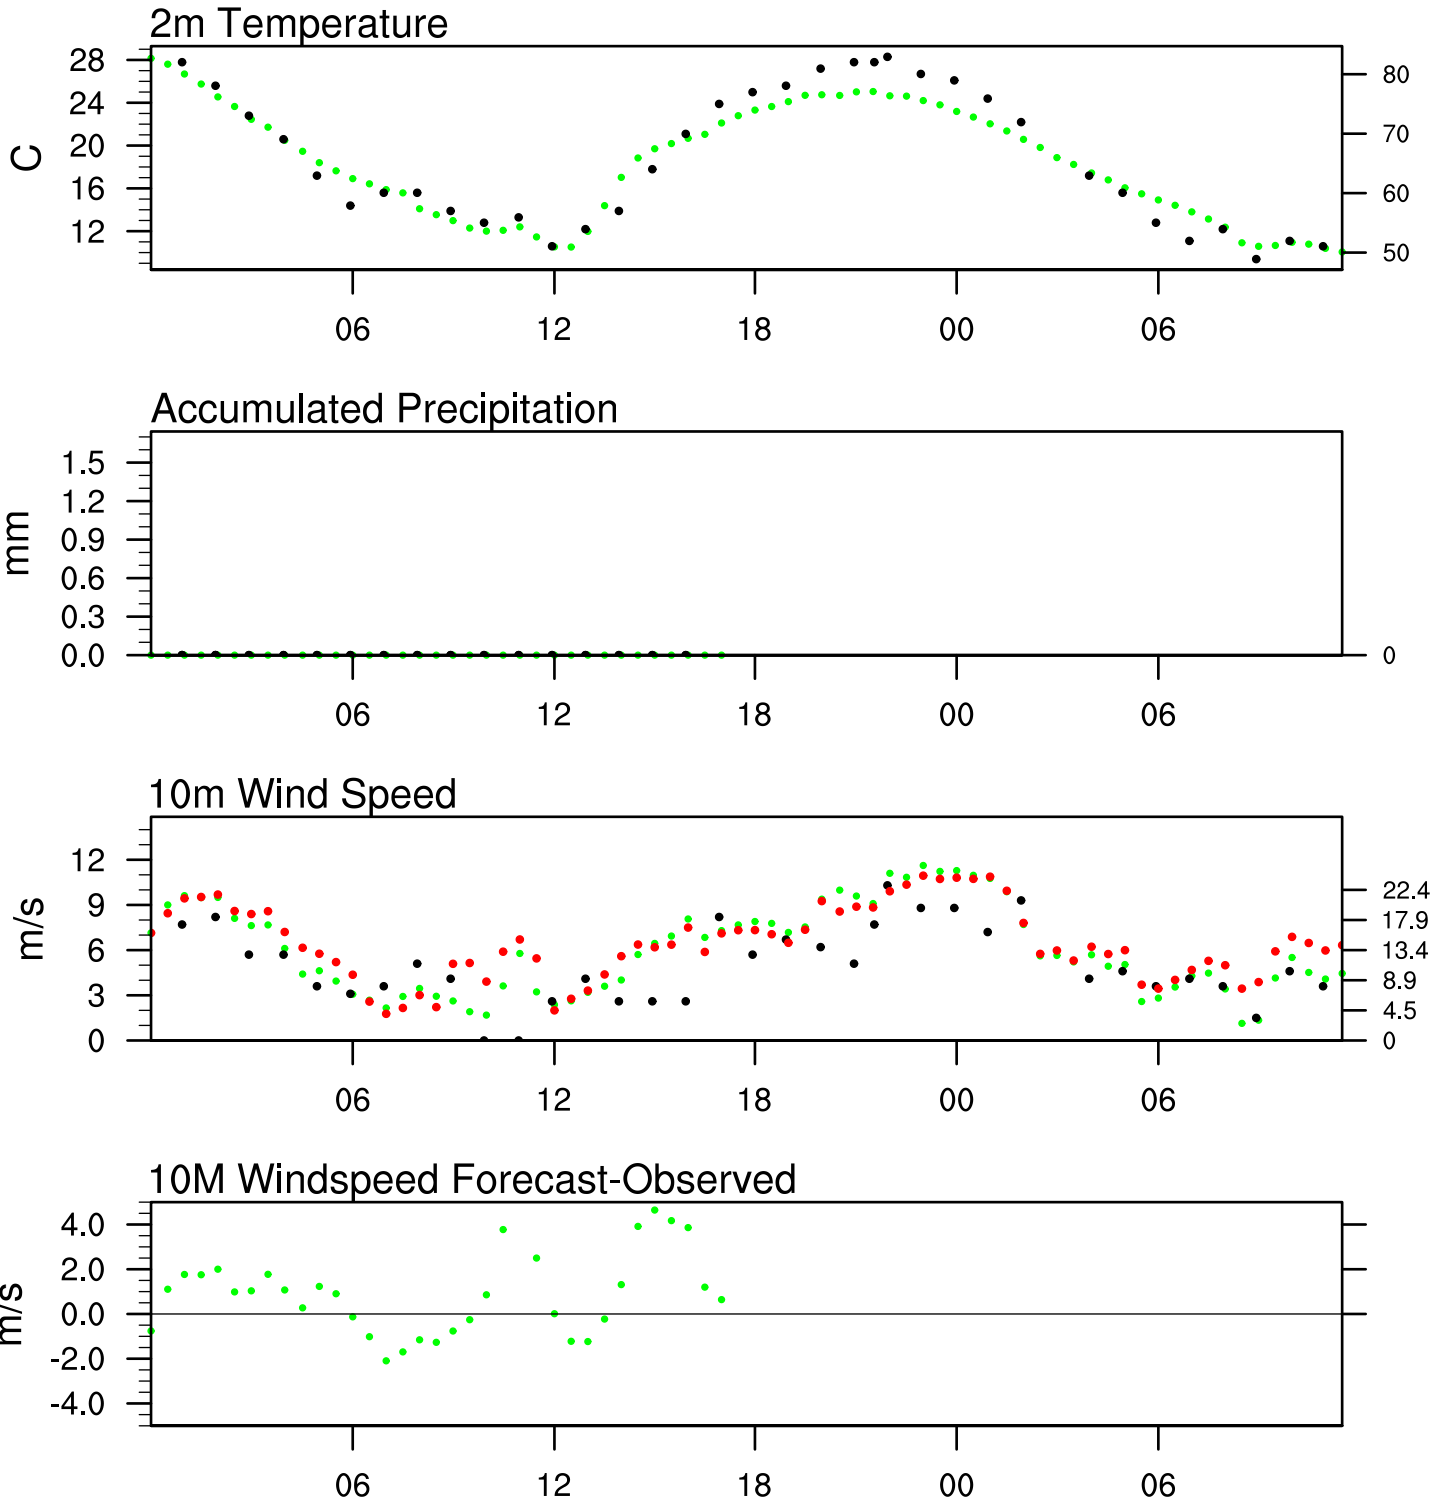 2m Temperature
28
24
20
16
12
C
80
70
60
50
06 12 18 00 06
Accumulated Precipitation
1.5
1.2
0.9
0.6
0.3
0.0
mm
0
06 12 18 00 06
10m Wind Speed
12
9
6
3
0
m/s
22.4
17.9
13.4
8.9
4.5
0
06 12 18 00 06
10M Windspeed Forecast-Observed
4.0
2.0
0.0
-2.0
-4.0
m/s
06 12 18 00 06